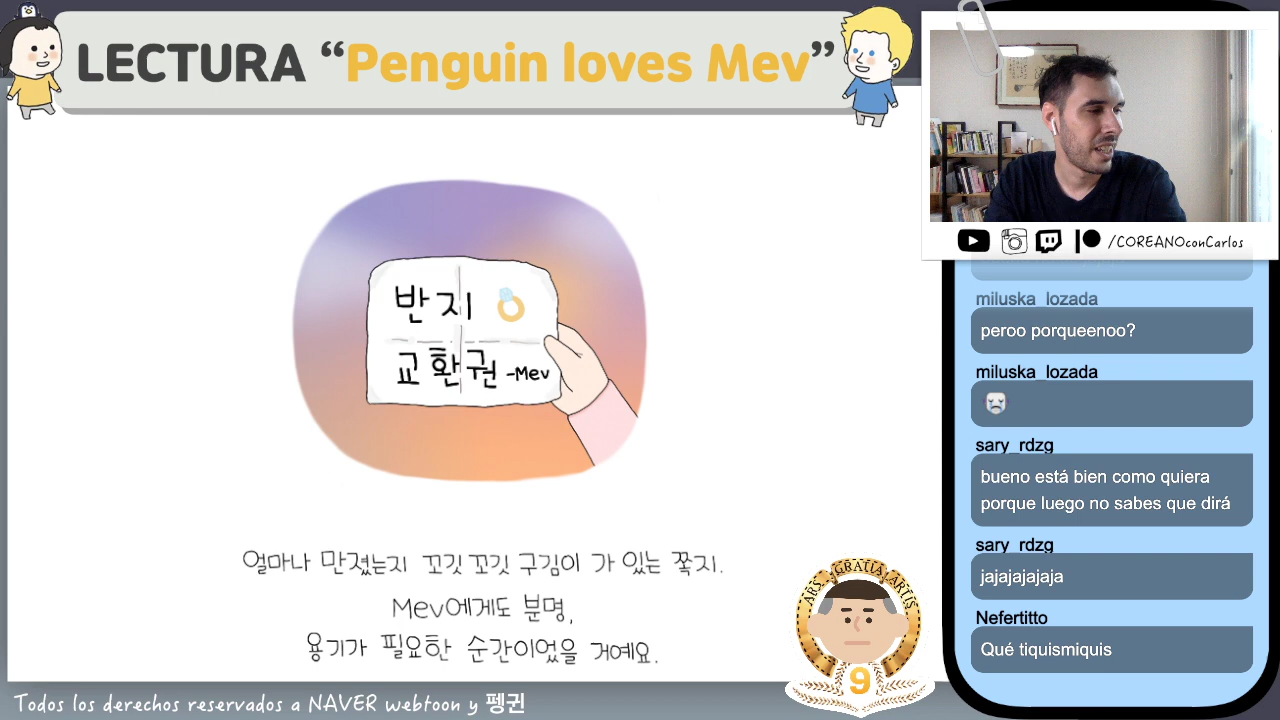 LECTURA “Penguin loves Mev”
반지
교환권 -Mev
얼마나 만졌는지 꼬깃꼬깃 구김이 가 있는 쪽지.
Mev에게도 분명,
용기가 필요한 순간이었을 거예요.
ARS GRATIA ARTIS
9
Todos los derechos reservados a NAVER webtoon y 펭귄
/COREANOconCarlos
miluska_lozada
peroo porqueenoo?
miluska_lozada
sary_rdzg
bueno está bien como quiera
porque luego no sabes que dirá
sary_rdzg
jajajajajaja
Nefertitto
Qué tiquismiquis